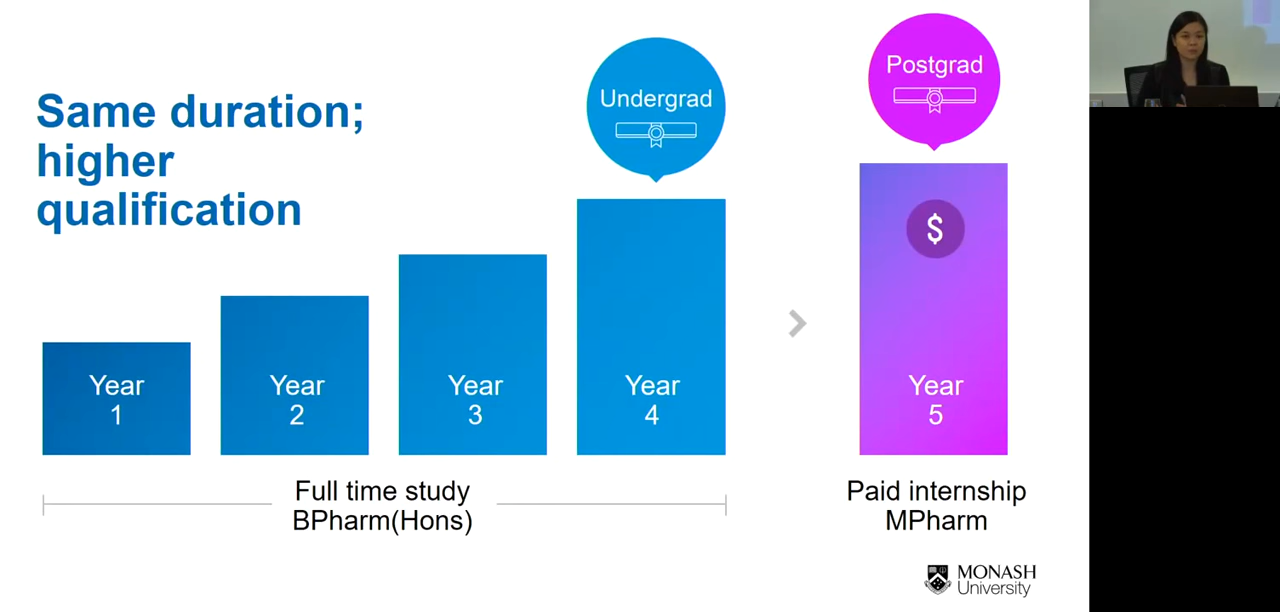 Same duration;
higher
qualification
Undergrad
Postgrad
$
Year
1
Year
2
Year
3
Year
4
Year
5
Full time study
BPharm(Hons)
Paid internship
MPharm
MONASH
University